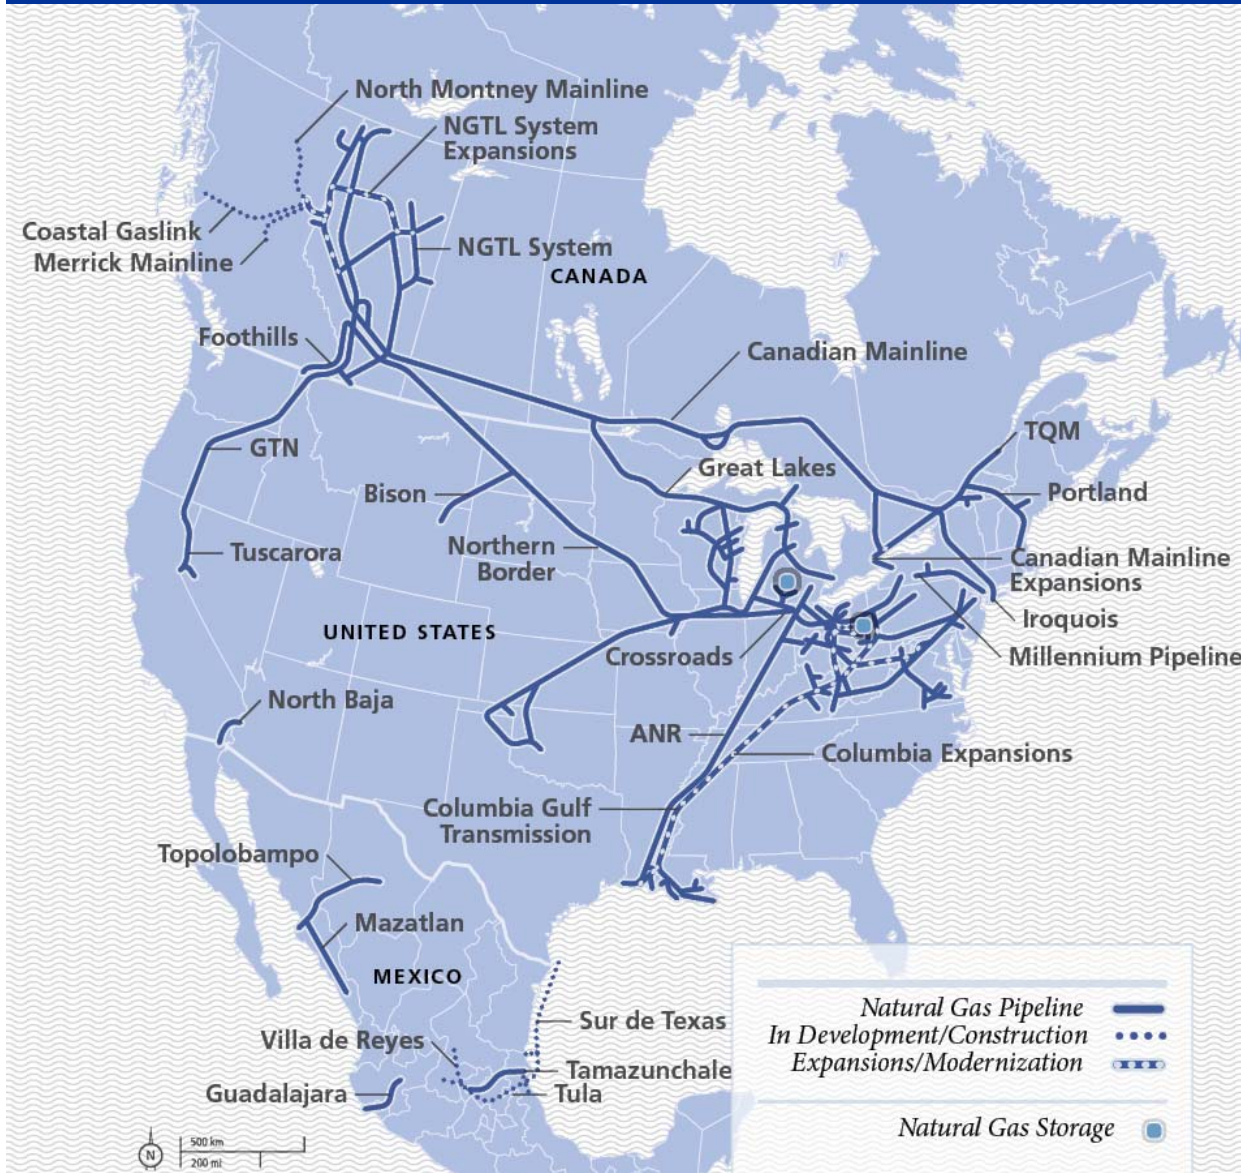 North Montney Mainline
NGTL System
Expansions
Coastal Gaslink
Merrick Mainline
NGTL System
CANADA
Foothills
Canadian Mainline
GTN
TQM
Great Lakes
Bison
Portland
Tuscarora
Northern
Border
Canadian Mainline
Expansions
Iroquois
UNITED STATES
Crossroads
Millennium Pipeline
North Baja
ANR
Columbia Expansions
Columbia Gulf
Transmission
Topolobampo
Mazatlan
MEXICO
Sur de Texas
Villa de Reyes
Tamazunchale
Guadalajara
Tula
Natural Gas Pipeline
In Development/Construction
Expansions/Modernization
Natural Gas Storage
N
500 km
200 mi